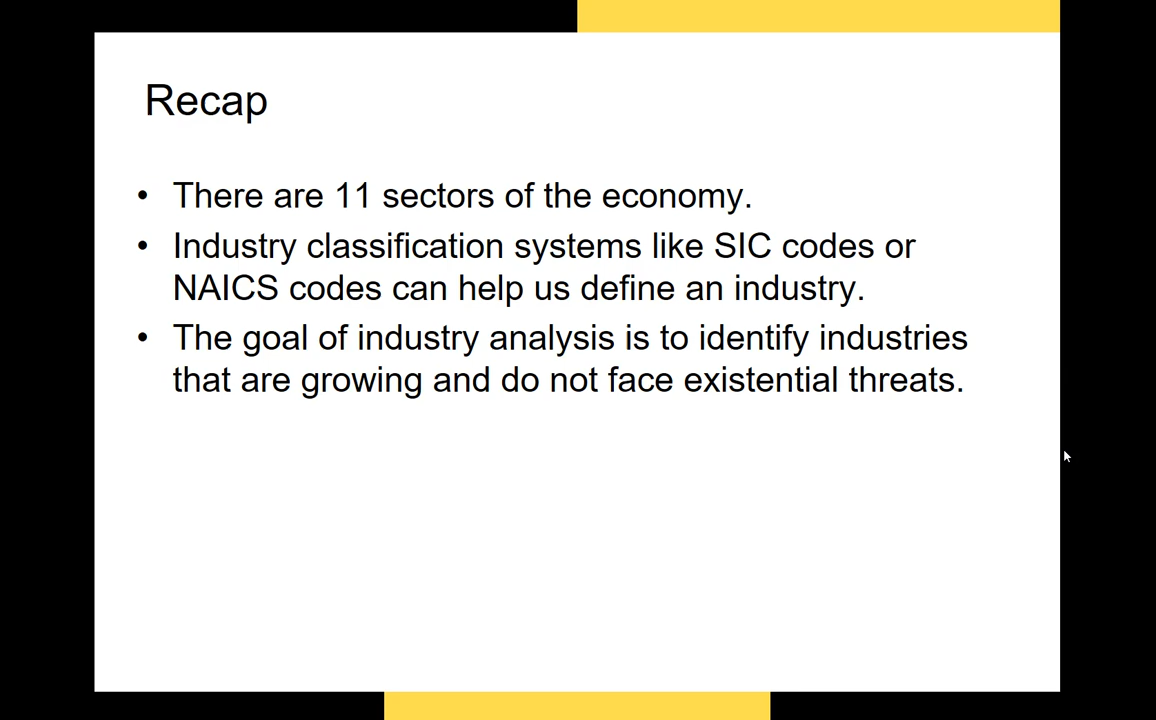 Recap
• There are 11 sectors of the economy.
• Industry classification systems like SIC codes or
NAICS codes can help us define an industry.
• The goal of industry analysis is to identify industries
that are growing and do not face existential threats.